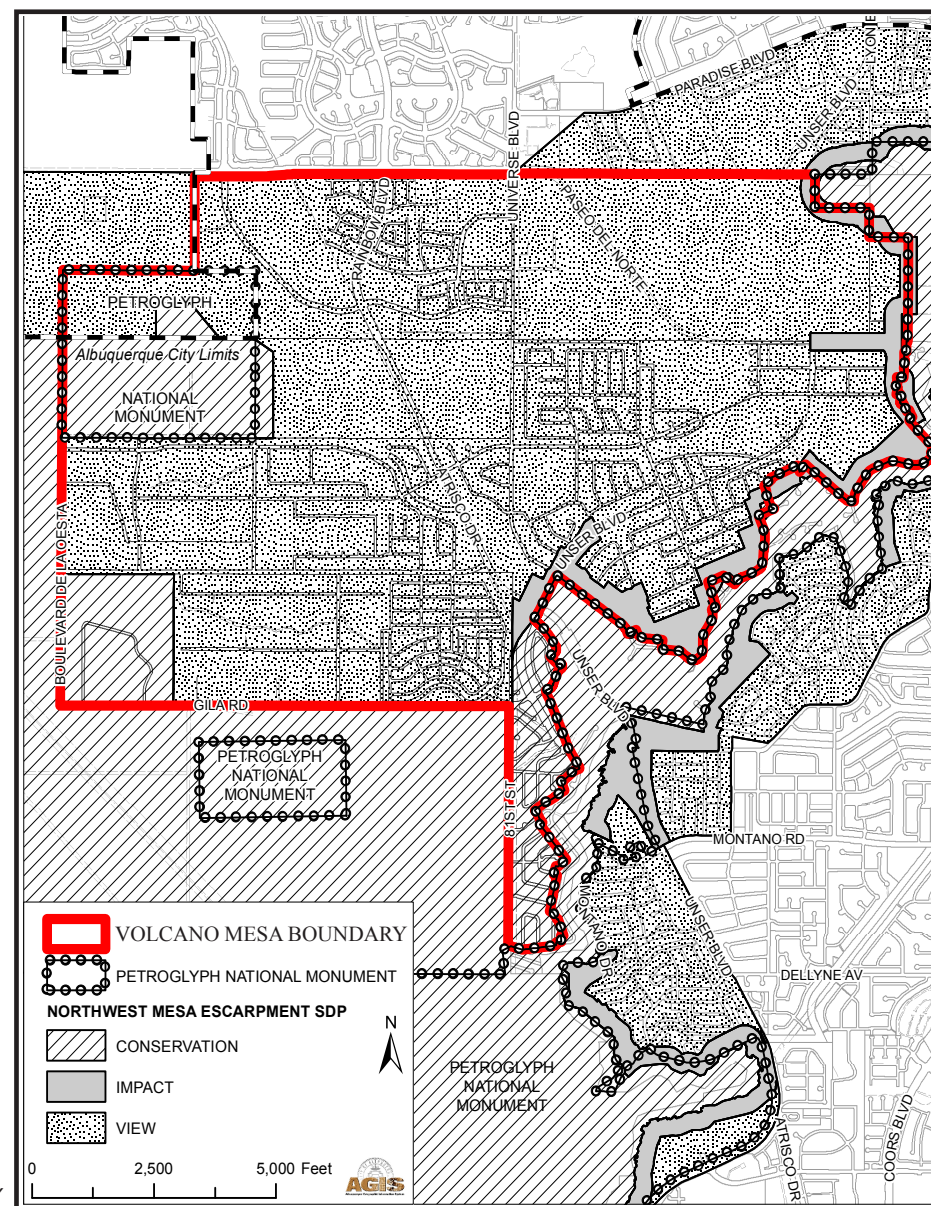 LYON
PARADISE BLVD
UNSER BLVD
UNIVERSE BLVD
RAINBOW BLVD
PASEO DEL NORTE
PETROGLYPH
Albuquerque City Limits
NATIONAL
MONUMENT
ATRISCO DR
UNSER BLVD
BOULEVARD DE LA OESTA
UNSER BLVD
GILA RD
PETROGLYPH
NATIONAL
MONUMENT
81ST ST
MONTANO RD
MONTANO DR
UNSER BLVD
DELLYNE AV
PETROGLYPH
NATIONAL
MONUMENT
ATRISCO DR
COORS BLVD
VOLCANO MESA BOUNDARY
PETROGLYPH NATIONAL MONUMENT
NORTHWEST MESA ESCARPMENT SDP
CONSERVATION
IMPACT
VIEW
N
0 2,500 5,000 Feet
AGIS